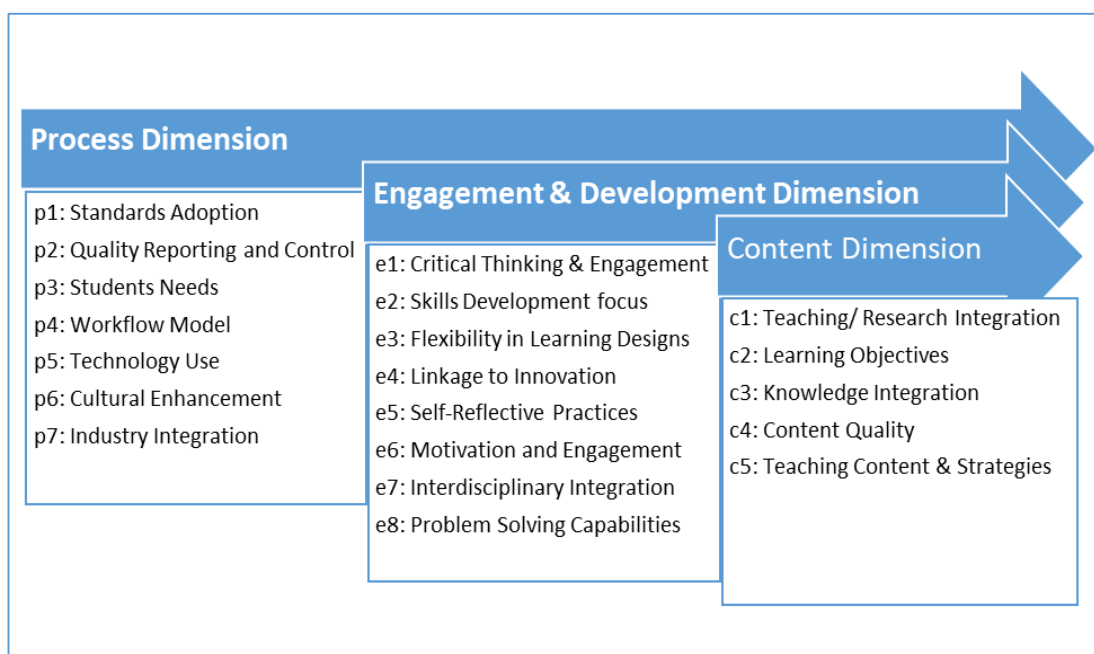 Process Dimension
p1: Standards Adoption
p2: Quality Reporting and Control
p3: Students Needs
p4: Workflow Model
p5: Technology Use
p6: Cultural Enhancement
p7: Industry Integration
Engagement & Development Dimension
e1: Critical Thinking & Engagement
e2: Skills Development focus
e3: Flexibility in Learning Designs
e4: Linkage to Innovation
e5: Self-Reflective Practices
e6: Motivation and Engagement
e7: Interdisciplinary Integration
e8: Problem Solving Capabilities
Content Dimension
c1: Teaching/ Research Integration
c2: Learning Objectives
c3: Knowledge Integration
c4: Content Quality
c5: Teaching Content & Strategies